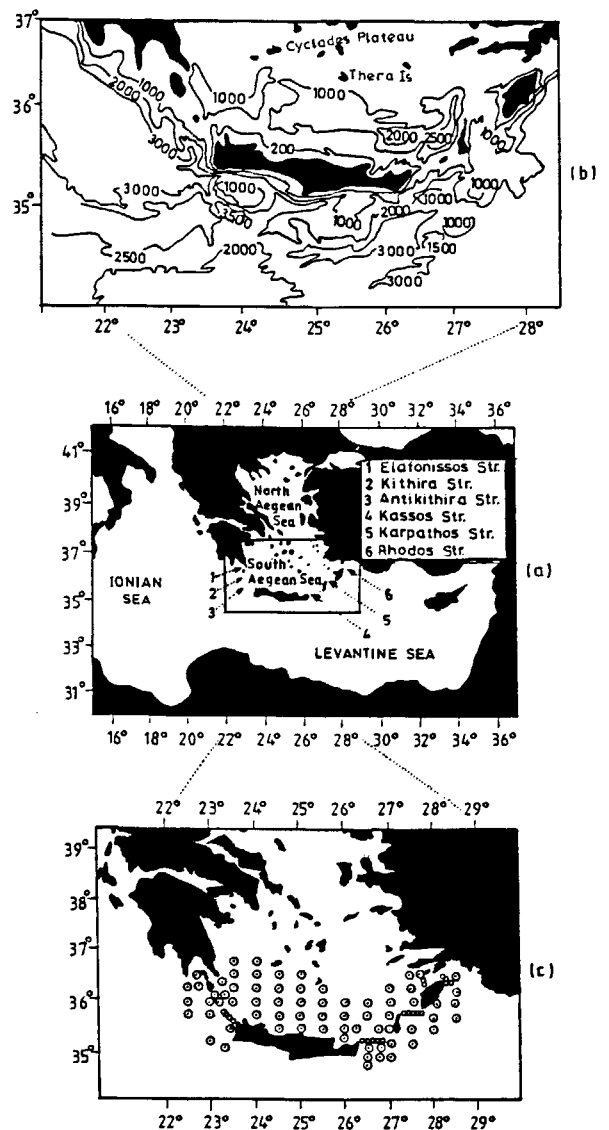 37°
36°
35°
Cyclades Plateau
Thera Is
1000
2000
1000
1000
2000
2500
3000
200
1000
3000
1000
2000
1000
1000
3500
1000
1000
2500
2000
3000
1500
3000
(b)
22° 23° 24° 25° 26° 27° 28°
16° 18° 20° 22° 24° 26° 28° 30° 32° 34° 36°
41°
39°
37°
35°
33°
31°
North
Aegean
Sea
South
Aegean Sea
IONIAN
SEA
LEVANTINE SEA
1 Elafonissos Str.
2 Kithira Str.
3 Antikithira Str.
4 Kassos Str.
5 Karpathos Str.
6 Rhodos Str.
1
2
3
6
5
4
(a)
16° 18° 20° 22° 24° 26° 28° 30° 32° 34° 36°
22° 23° 24° 25° 26° 27° 28° 29°
39°
38°
37°
36°
35°
(c)
22° 23° 24° 25° 26° 27° 28° 29°